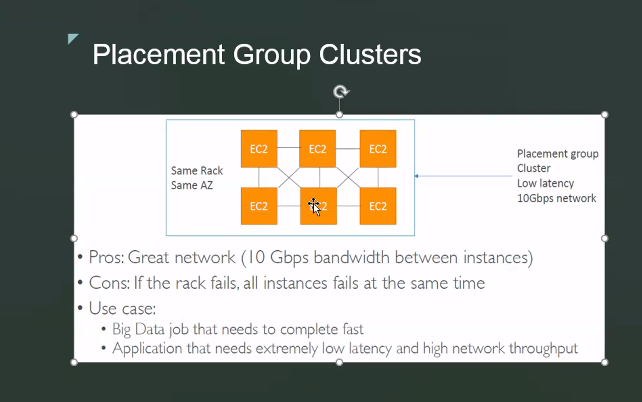 Placement Group Clusters
EC2 EC2 EC2
Same Rack
Same AZ
EC2 EC2
Placement group
Cluster
Low latency
10Gbps network
• Pros: Great network (10 Gbps bandwidth between instances)
• Cons: If the rack fails, all instances fails at the same time
• Use case:
• Big Data job that needs to complete fast
• Application that needs extremely low latency and high network throughput